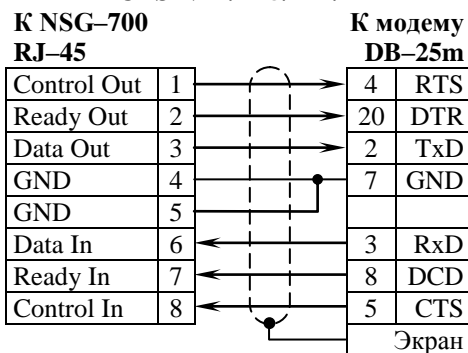 К NSG–700 К модему
RJ–45 DB–25m
Control Out 1 4 RTS
Ready Out 2 20 DTR
Data Out 3 2 TxD
GND 4 7 GND
GND 5
Data In 6 3 RxD
Ready In 7 8 DCD
Control In 8 5 CTS
Экран